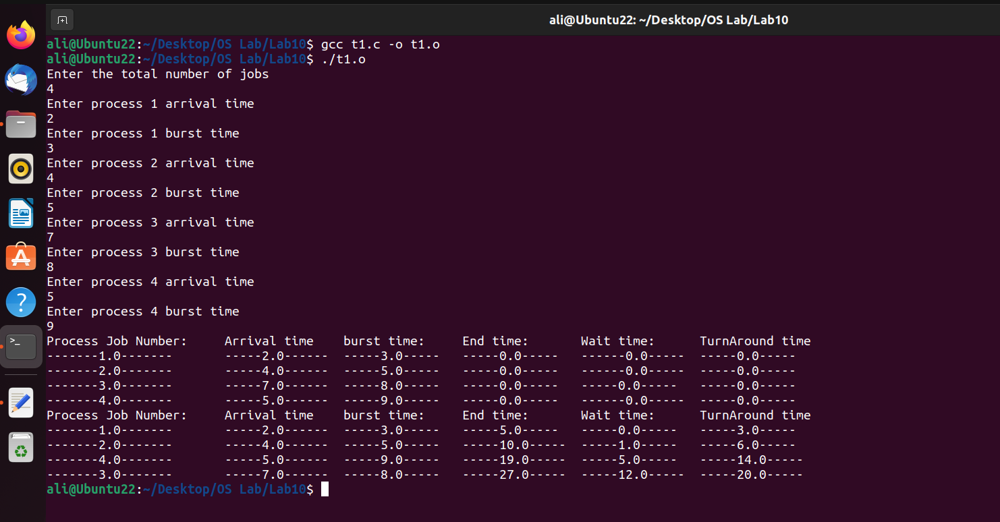 ali@Ubuntu22: ~/Desktop/OS Lab/Lab10
ali@Ubuntu22:~/Desktop/OS Lab/Lab10$ gcc t1.c -o t1.o
ali@Ubuntu22:~/Desktop/OS Lab/Lab10$ ./t1.o
Enter the total number of jobs
4
Enter process 1 arrival time
2
Enter process 1 burst time
3
Enter process 2 arrival time
4
Enter process 2 burst time
5
Enter process 3 arrival time
7
Enter process 3 burst time
8
Enter process 4 arrival time
5
Enter process 4 burst time
9
Process Job Number:     Arrival time    burst time:     End time:       Wait time:      TurnAround time
-------1.0-------       -----2.0------  -----3.0-----   -----0.0-----   ------0.0-----  -----0.0-----
-------2.0-------       -----4.0------  -----5.0-----   -----0.0-----   ------0.0-----  -----0.0-----
-------3.0-------       -----7.0------  -----8.0-----   -----0.0-----   -----0.0-----   -----0.0-----
-------4.0-------       -----5.0------  -----9.0-----   -----0.0-----   ------0.0-----  -----0.0-----
Process Job Number:     Arrival time    burst time:     End time:       Wait time:      TurnAround time
-------1.0-------       -----2.0------  -----3.0-----   -----5.0-----   -----0.0-----   -----3.0-----
-------2.0-------       -----4.0------  -----5.0-----   -----10.0-----  -----1.0-----   -----6.0-----
-------4.0-------       -----5.0------  -----9.0-----   -----19.0-----  -----5.0-----   -----14.0-----
-------3.0-------       -----7.0------  -----8.0-----   -----27.0-----  -----12.0-----  -----20.0-----
ali@Ubuntu22:~/Desktop/OS Lab/Lab10$